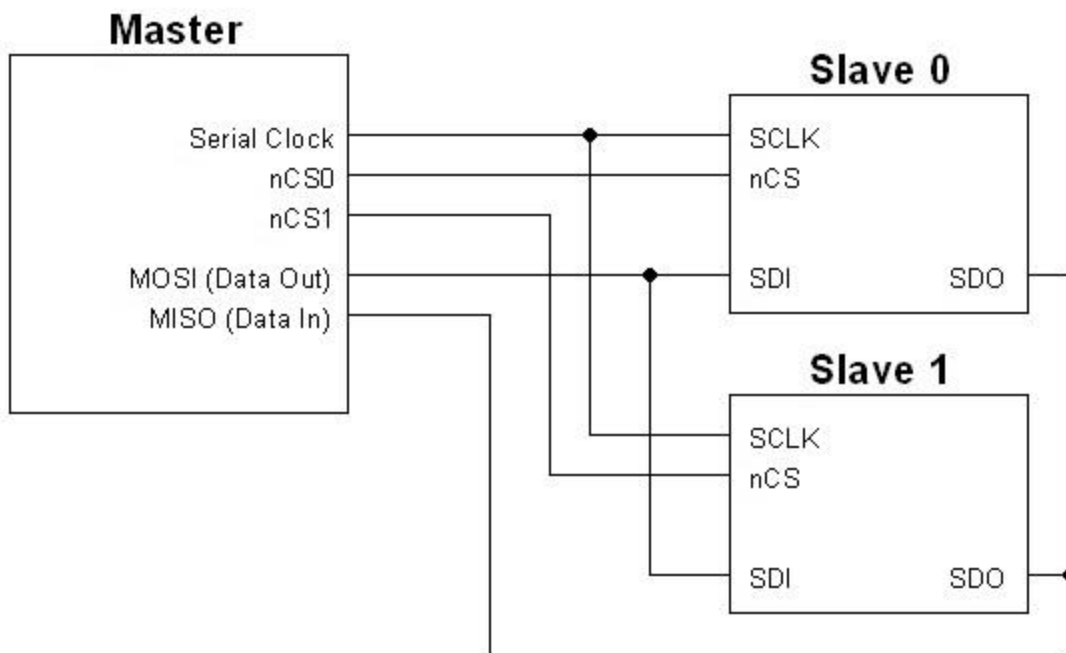 Master
Serial Clock
nCS0
nCS1
MOSI (Data Out)
MISO (Data In)
Slave 0
SCLK
nCS
SDI SDO
Slave 1
SCLK
nCS
SDI SDO